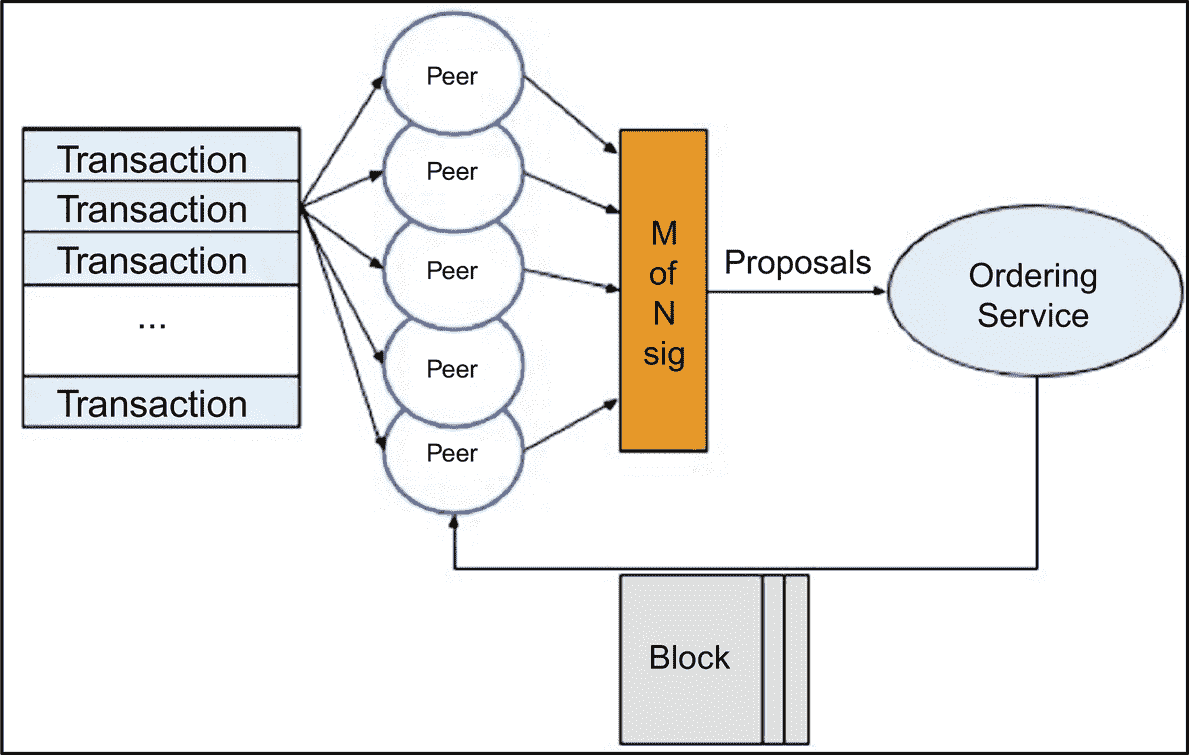 Transaction
Transaction
Transaction
...
Transaction
Peer
Peer
Peer
Peer
Peer
M
of
N
sig
Proposals
Ordering
Service
Block